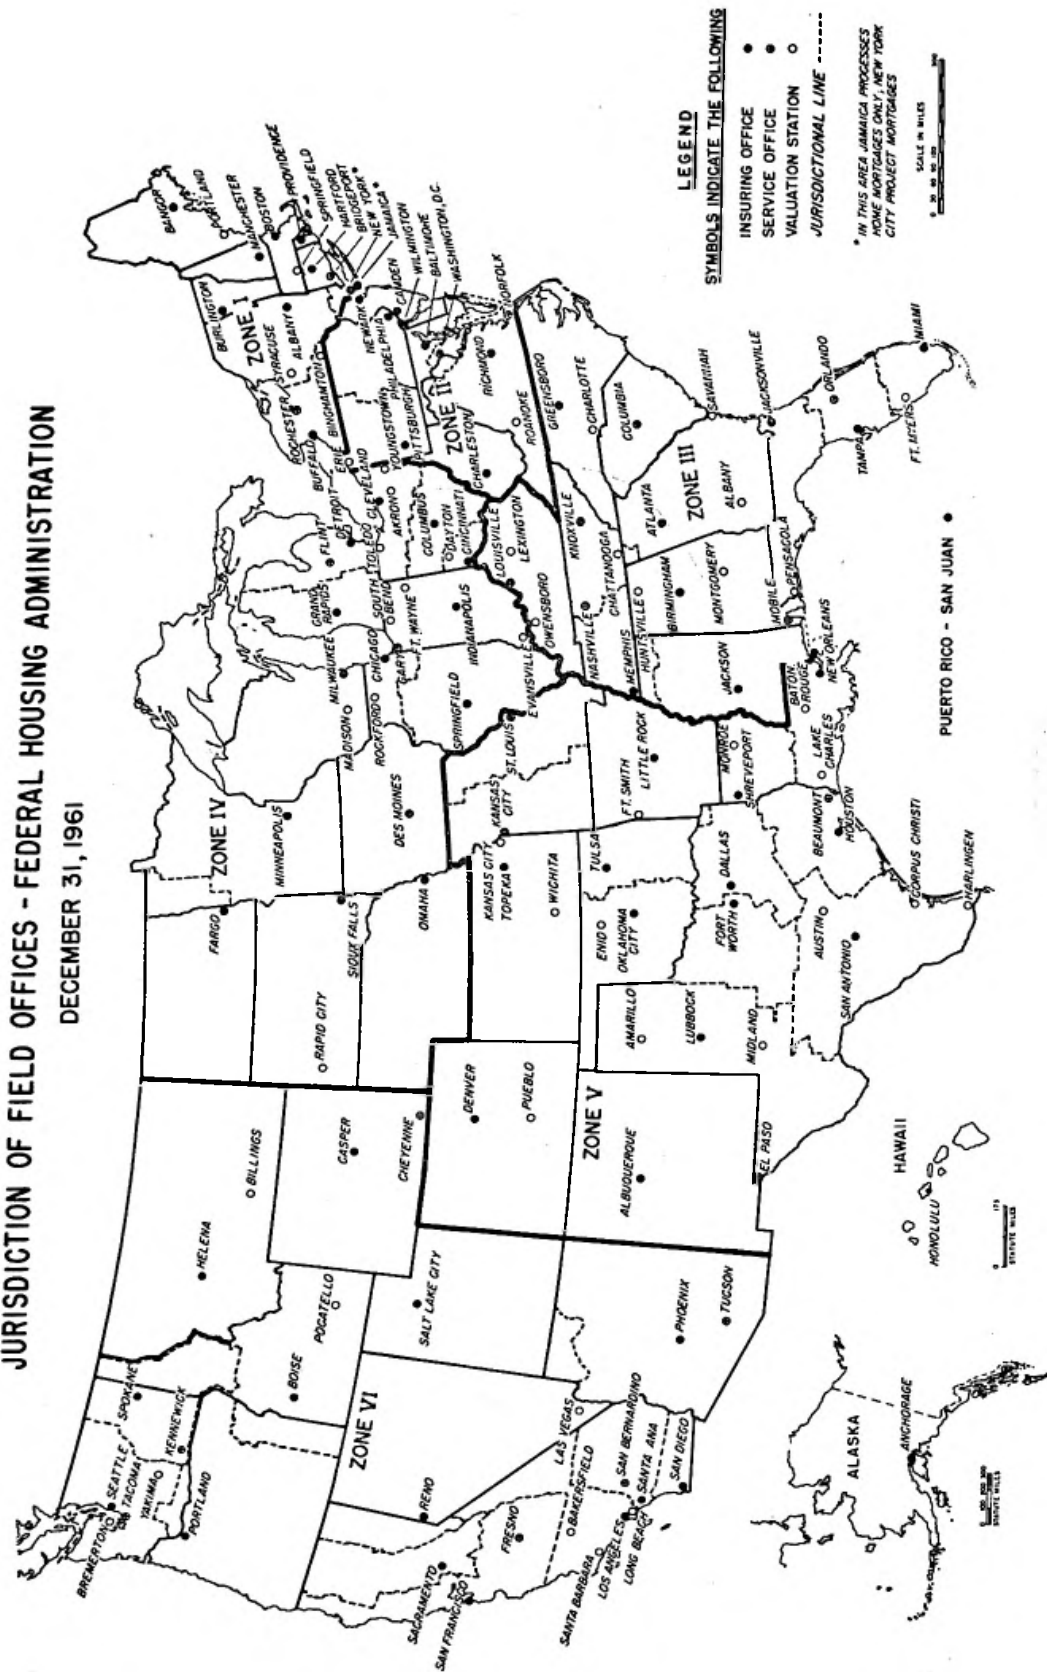 JURISDICTION OF FIELD OFFICES - FEDERAL HOUSING ADMINISTRATION
DECEMBER 31, 1961
BREMERTON
SEATTLE
TACOMA
YAKIMA
SPOKANE
KENNEWICK
PORTLAND
HELENA
BILLINGS
BOISE
POCATELLO
CASPER
CHEYENNE
ZONE VI
RENO
SALT LAKE CITY
SACRAMENTO
SAN FRANCISCO
FRESNO
LAS VEGAS
BAKERSFIELD
SANTA BARBARA
LOS ANGELES
LONG BEACH
SAN BERNARDINO
SANTA ANA
SAN DIEGO
PHOENIX
TUCSON
FARGO
RAPID CITY
SIOUX FALLS
OMAHA
DENVER
PUEBLO
ZONE V
ALBUQUERQUE
EL PASO
KANSAS CITY
TOPEKA
WICHITA
TULSA
ENID
OKLAHOMA
CITY
AMARILLO
LUBBOCK
MIDLAND
FORT
WORTH
DALLAS
AUSTIN
SAN ANTONIO
CORPUS CHRISTI
HARLINGEN
BEAUMONT
HOUSTON
ZONE IV
MINNEAPOLIS
DES MOINES
KANSAS
CITY
ST. LOUIS
FT. SMITH
LITTLE ROCK
MONROE
SHREVEPORT
LAKE
CHARLES
BATON
ROUGE
NEW ORLEANS
MADISON
MILWAUKEE
ROCKFORD
CHICAGO
SPRINGFIELD
GARY
SOUTH
BEND
FT. WAYNE
INDIANAPOLIS
EVANSVILLE
GRAND
RAPIDS
FLINT
DETROIT
TOLEDO
CLEVELAND
AKRON
YOUNGSTOWN
COLUMBUS
DAYTON
CINCINNATI
LOUISVILLE
LEXINGTON
OWENSBORO
NASHVILLE
MEMPHIS
CHATTANOOGA
KNOXVILLE
HUNTSVILLE
BIRMINGHAM
MONTGOMERY
MOBILE
JACKSON
PENSACOLA
ATLANTA
ALBANY
ZONE III
SAVANNAH
JACKSONVILLE
ORLANDO
TAMPA
FT. MYERS
MIAMI
COLUMBIA
CHARLOTTE
GREENSBORO
ROANOKE
RICHMOND
NORFOLK
CHARLESTON
ZONE II
PITTSBURGH
ERIE
PHILADELPHIA
NEWARK
CAMDEN
WILMINGTON
BALTIMORE
WASHINGTON, D.C.
BUFFALO
ROCHESTER
SYRACUSE
BINGHAMTON
ALBANY
ZONE I
BURLINGTON
BANGOR
PORTLAND
MANCHESTER
BOSTON
PROVIDENCE
SPRINGFIELD
HARTFORD
BRIDGEPORT
NEW YORK*
JAMAICA*
ALASKA
ANCHORAGE
0 100 200 300
STATUTE MILES
HAWAII
HONOLULU
0 175
STATUTE MILES
PUERTO RICO - SAN JUAN
LEGEND
SYMBOLS INDICATE THE FOLLOWING
INSURING OFFICE
SERVICE OFFICE
VALUATION STATION
JURISDICTIONAL LINE
* IN THIS AREA JAMAICA PROCESSES
HOME MORTGAGES ONLY; NEW YORK
CITY PROJECT MORTGAGES
SCALE IN MILES